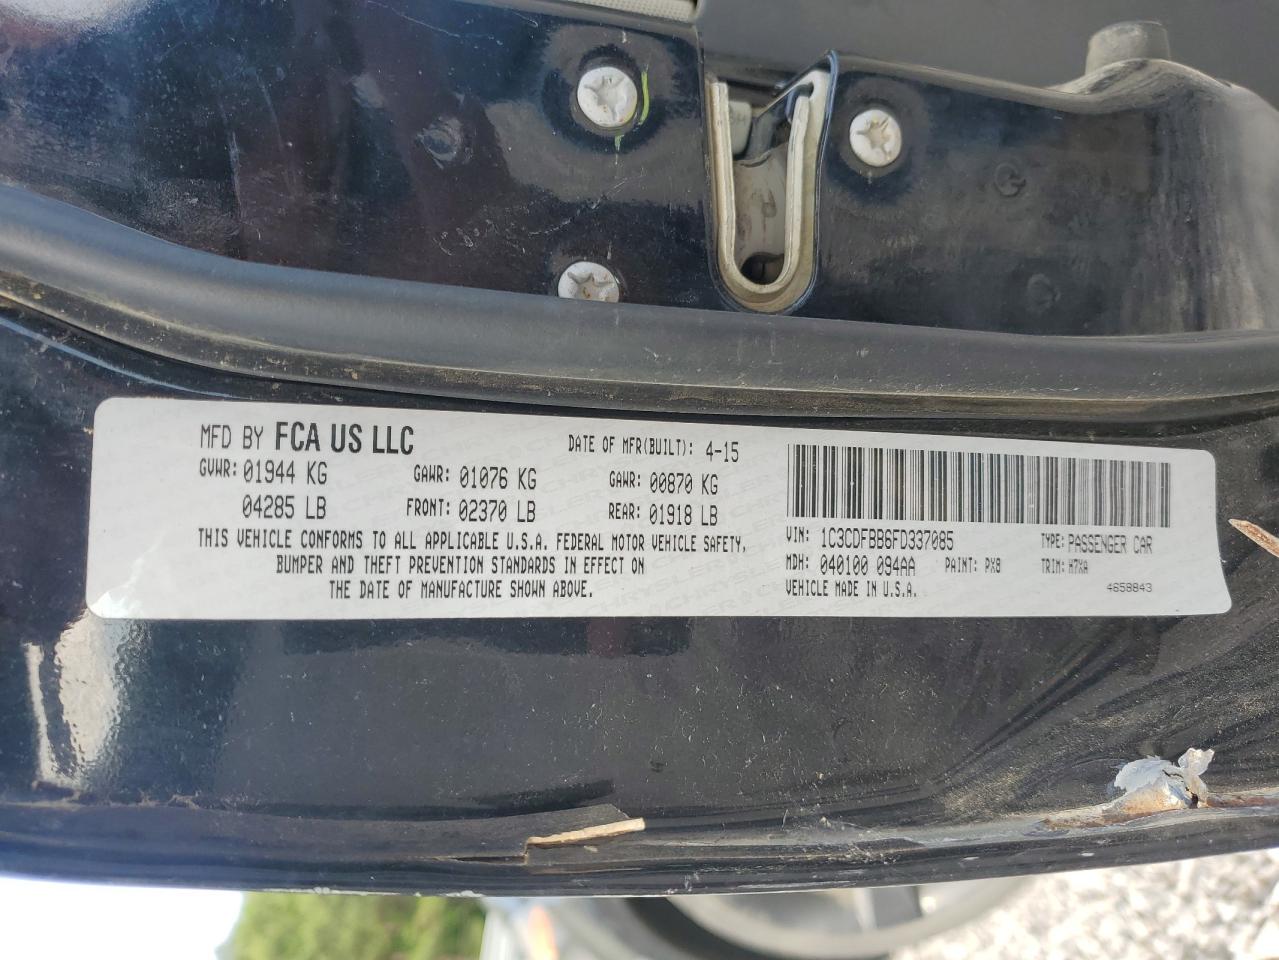 MFD BY FCA US LLC DATE OF MFR(BUILT): 4-15
GVWR: 01944 KG GAWR: 01076 KG GAWR: 00870 KG
04285 LB FRONT: 02370 LB REAR: 01918 LB
THIS VEHICLE CONFORMS TO ALL APPLICABLE U.S.A. FEDERAL MOTOR VEHICLE SAFETY,
BUMPER AND THEFT PREVENTION STANDARDS IN EFFECT ON
THE DATE OF MANUFACTURE SHOWN ABOVE.
VIN: 1C3CDFBB6FD337085 TYPE: PASSENGER CAR
MDH: 040100 094AA PAINT: PX8 TRIM: H7XA
VEHICLE MADE IN U.S.A. 4658843